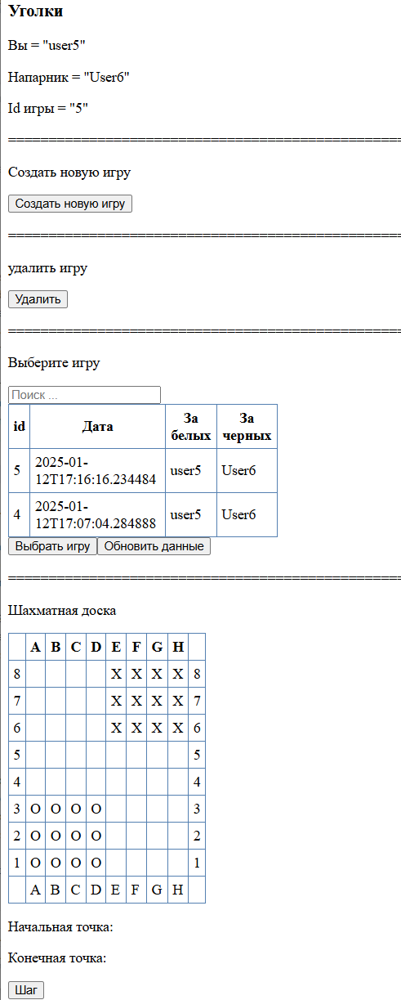 Уголки
Вы = "user5"
Напарник = "User6"
Id игры = "5"
=================================================
Создать новую игру
Создать новую игру
=================================================
удалить игру
Удалить
=================================================
Выберите игру
Поиск ...
id Дата За белых За черных
5 2025-01-12T17:16:16.234484 user5 User6
4 2025-01-12T17:07:04.284888 user5 User6
Выбрать игру Обновить данные
=================================================
Шахматная доска
A B C D E F G H
8 X X X X 8
7 X X X X 7
6 X X X X 6
5 5
4 4
3 O O O O 3
2 O O O O 2
1 O O O O 1
A B C D E F G H
Начальная точка:
Конечная точка:
Шаг